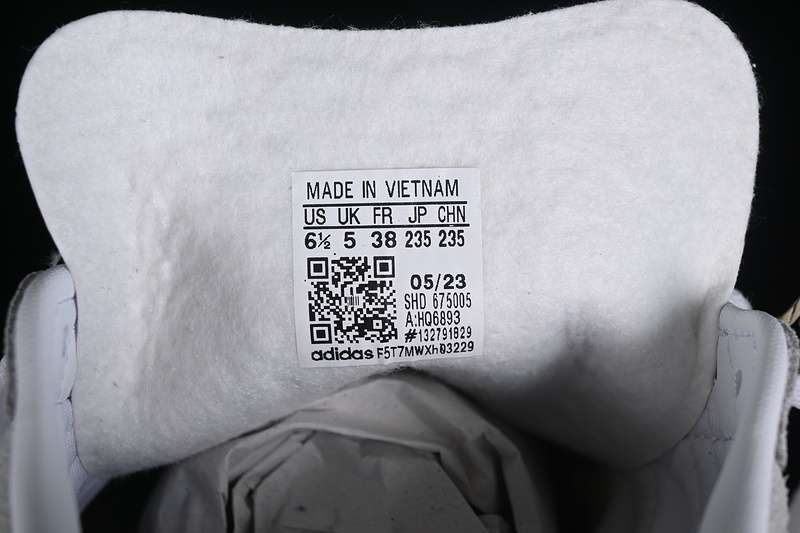 MADE IN VIETNAM
US UK FR JP CHN
6½ 5 38 235 235
05/23
SHD 675005
A:HQ6893
#132791829
adidas F5T7MWXh03229